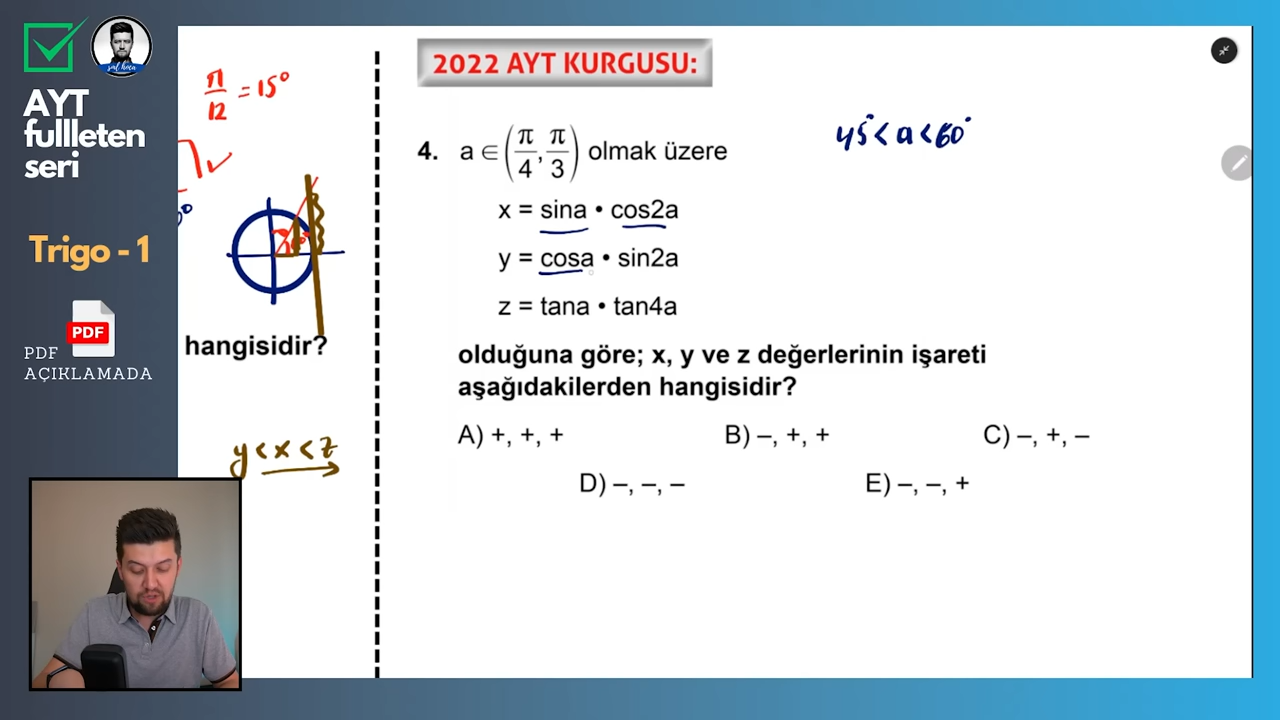 AYT
fullleten
seri
Trigo - 1
PDF
PDF
AÇIKLAMADA
π/12 = 15°
hangisidir?
y < x < z
2022 AYT KURGUSU:
45° < a < 60°
4. a ∈ (π/4, π/3) olmak üzere
x = sina • cos2a
y = cosa • sin2a
z = tana • tan4a
olduğuna göre; x, y ve z değerlerinin işareti
aşağıdakilerden hangisidir?
A) +, +, + B) –, +, + C) –, +, –
D) –, –, – E) –, –, +